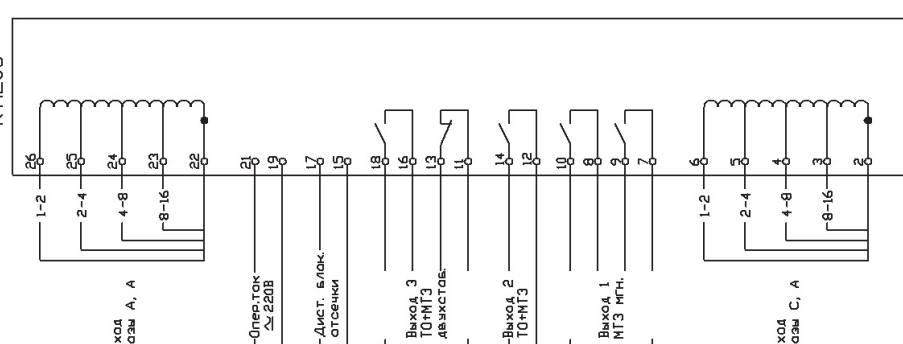 26
25
24
23
22
21
19
17
15
18
16
13
11
14
12
10
8
9
7
6
5
4
3
2
1-2
2-4
4-8
8-16
1-2
2-4
4-8
8-16
ход
азы А, А
Опер.ток
~ 220В
Дист. блок.
отсечки
Выход 3
ТО+МТЗ
двухстаб.
Выход 2
ТО+МТЗ
Выход 1
МТЗ мгн.
ход
азы С, А